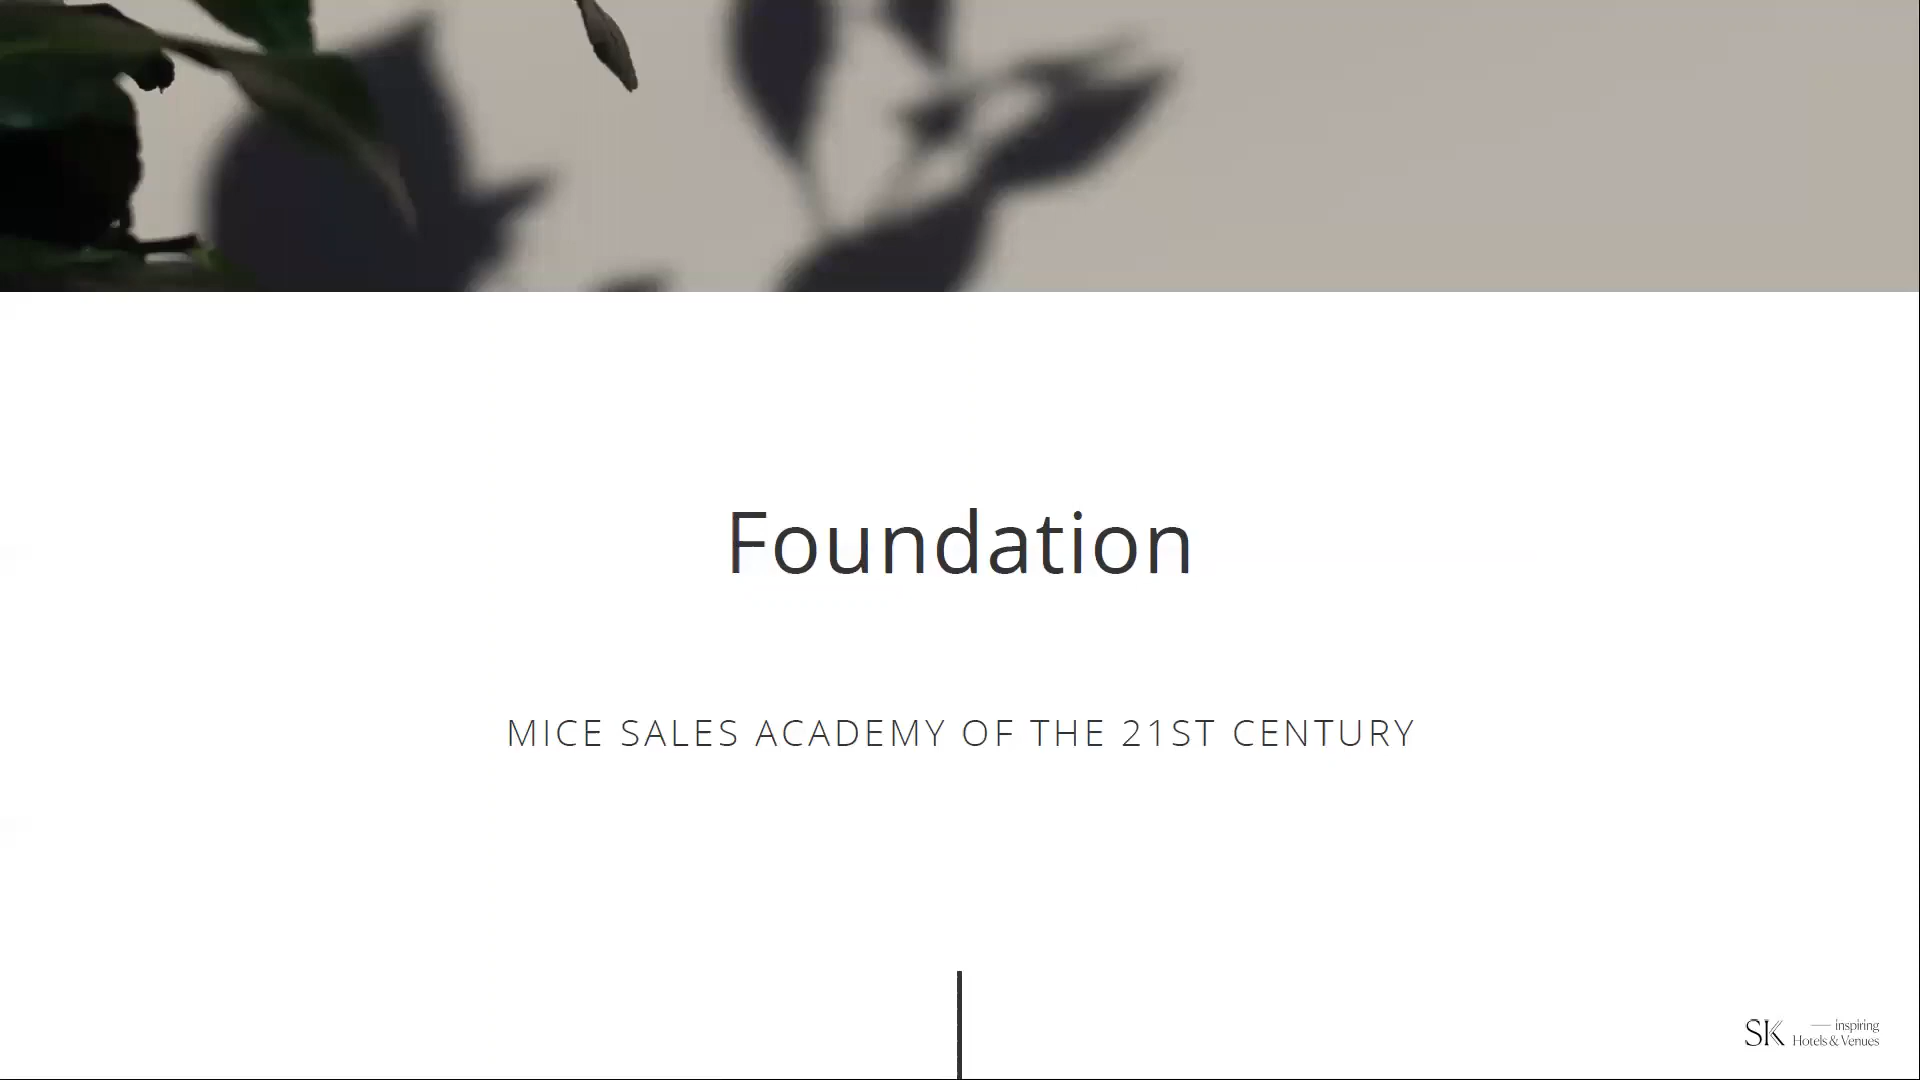 Foundation
MICE SALES ACADEMY OF THE 21ST CENTURY
SK — inspiring
Hotels & Venues